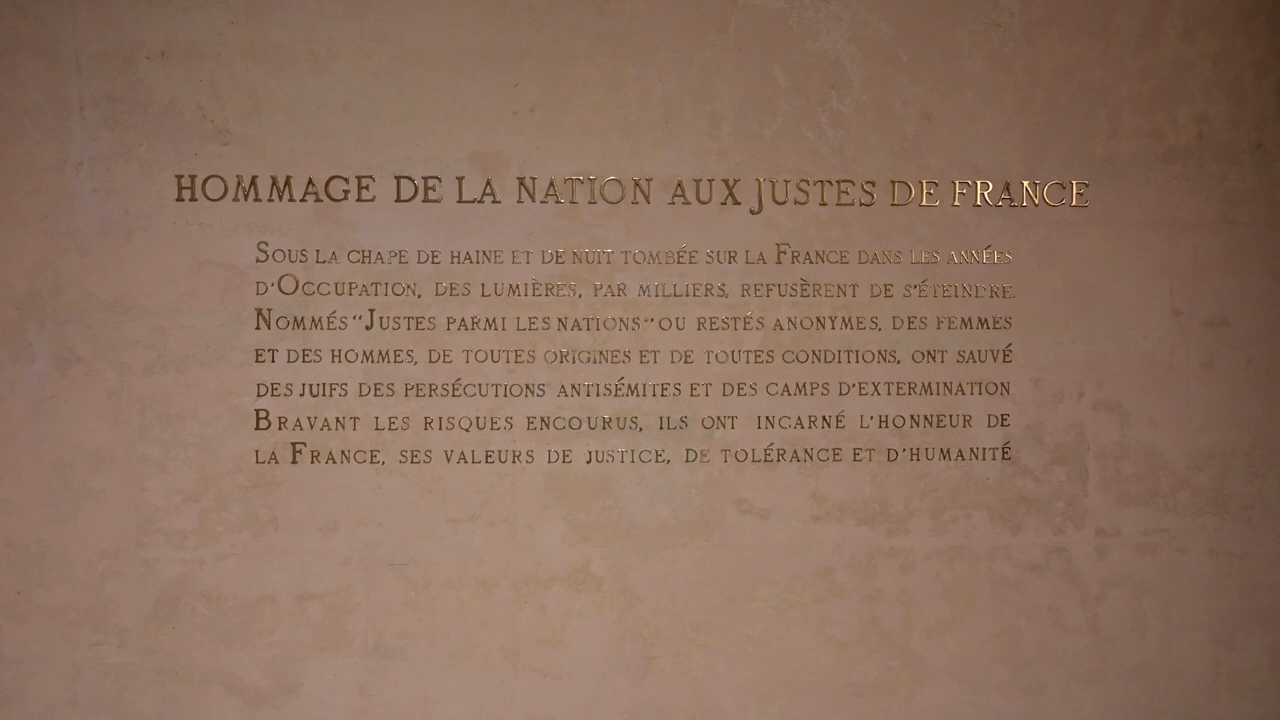 HOMMAGE DE LA NATION AUX JUSTES DE FRANCE
SOUS LA CHAPE DE HAINE ET DE NUIT TOMBÉE SUR LA FRANCE DANS LES ANNÉES
D'OCCUPATION, DES LUMIÈRES, PAR MILLIERS, REFUSÈRENT DE S'ÉTEINDRE.
NOMMÉS "JUSTES PARMI LES NATIONS" OU RESTÉS ANONYMES, DES FEMMES
ET DES HOMMES, DE TOUTES ORIGINES ET DE TOUTES CONDITIONS, ONT SAUVÉ
DES JUIFS DES PERSÉCUTIONS ANTISÉMITES ET DES CAMPS D'EXTERMINATION
BRAVANT LES RISQUES ENCOURUS, ILS ONT INCARNÉ L'HONNEUR DE
LA FRANCE, SES VALEURS DE JUSTICE, DE TOLÉRANCE ET D'HUMANITÉ